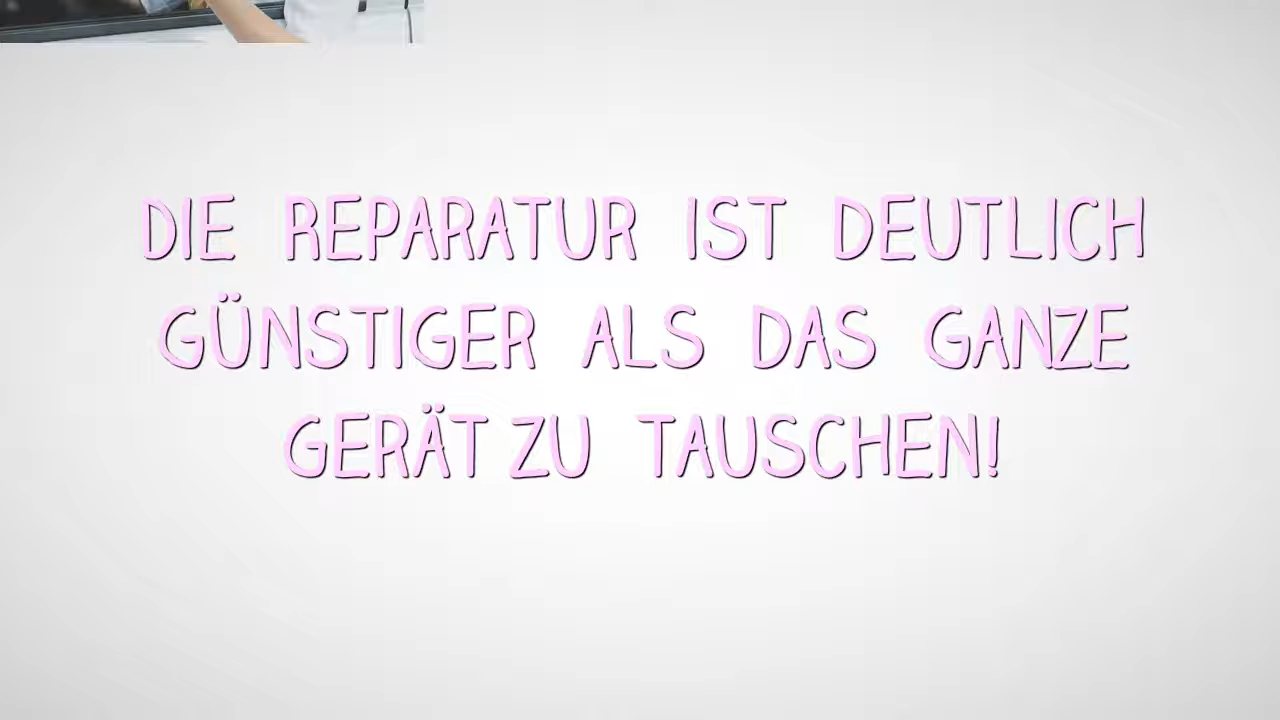 DIE REPARATUR IST DEUTLICH
GÜNSTIGER ALS DAS GANZE
GERÄT ZU TAUSCHEN!